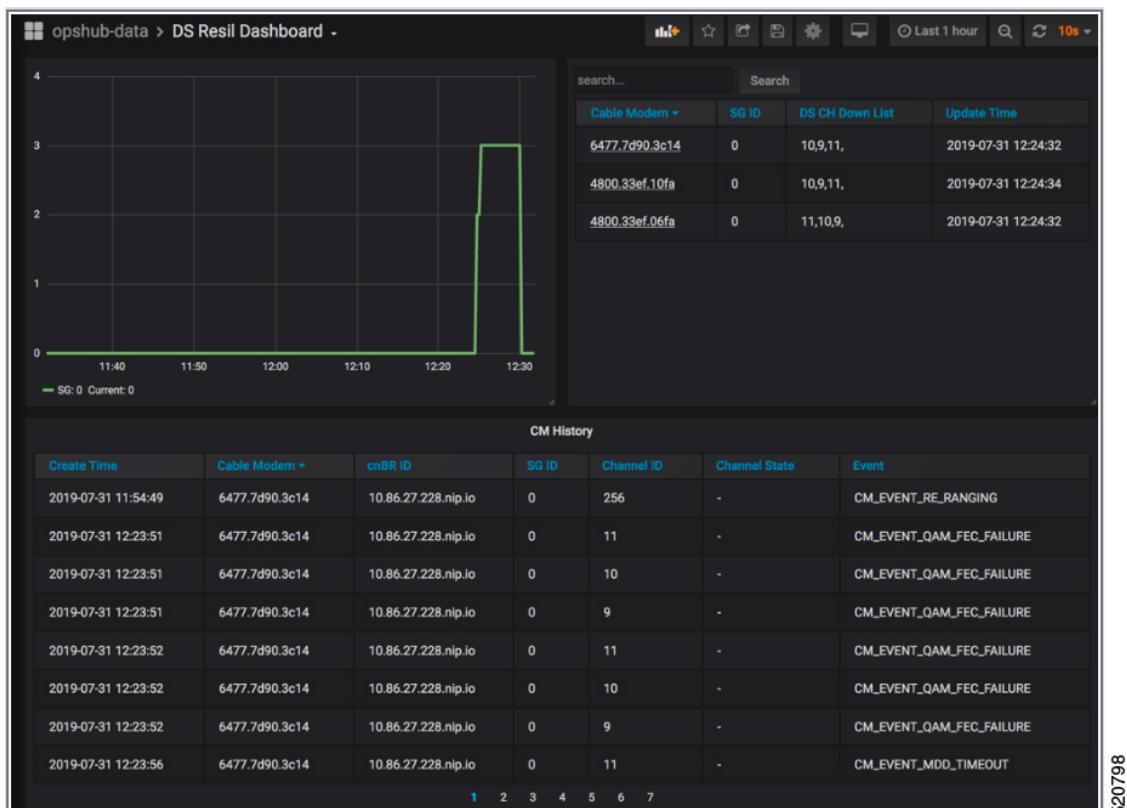 opshub-data > DS Resil Dashboard
Last 1 hour
10s
4
3
2
1
0
11:40 11:50 12:00 12:10 12:20 12:30
SG: 0 Current: 0
search... Search
Cable Modem SG ID DS CH Down List Update Time
6477.7d90.3c14 0 10,9,11, 2019-07-31 12:24:32
4800.33ef.10fa 0 10,9,11, 2019-07-31 12:24:34
4800.33ef.06fa 0 11,10,9, 2019-07-31 12:24:32
CM History
Create Time Cable Modem cnBR ID SG ID Channel ID Channel State Event
2019-07-31 11:54:49 6477.7d90.3c14 10.86.27.228.nip.io 0 256 - CM_EVENT_RE_RANGING
2019-07-31 12:23:51 6477.7d90.3c14 10.86.27.228.nip.io 0 11 - CM_EVENT_QAM_FEC_FAILURE
2019-07-31 12:23:51 6477.7d90.3c14 10.86.27.228.nip.io 0 10 - CM_EVENT_QAM_FEC_FAILURE
2019-07-31 12:23:51 6477.7d90.3c14 10.86.27.228.nip.io 0 9 - CM_EVENT_QAM_FEC_FAILURE
2019-07-31 12:23:52 6477.7d90.3c14 10.86.27.228.nip.io 0 11 - CM_EVENT_QAM_FEC_FAILURE
2019-07-31 12:23:52 6477.7d90.3c14 10.86.27.228.nip.io 0 10 - CM_EVENT_QAM_FEC_FAILURE
2019-07-31 12:23:52 6477.7d90.3c14 10.86.27.228.nip.io 0 9 - CM_EVENT_QAM_FEC_FAILURE
2019-07-31 12:23:56 6477.7d90.3c14 10.86.27.228.nip.io 0 11 - CM_EVENT_MDD_TIMEOUT
1 2 3 4 5 6 7